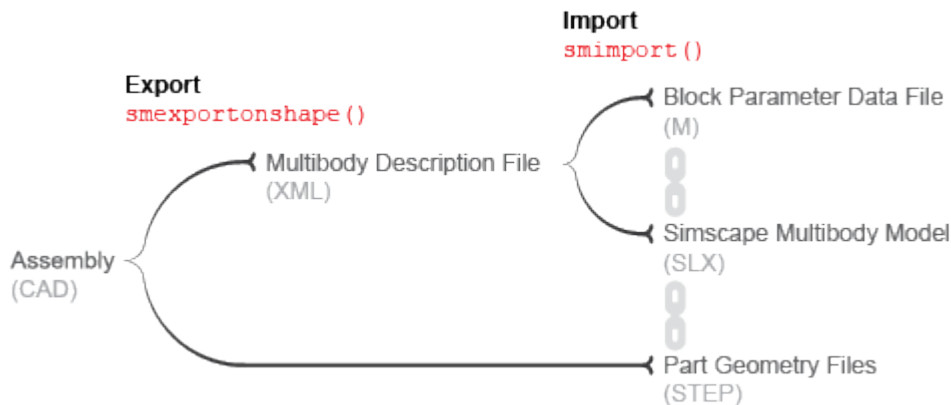 Import
smimport()
Export
smexportonshape()
Block Parameter Data File
(M)
Multibody Description File
(XML)
Simscape Multibody Model
(SLX)
Assembly
(CAD)
Part Geometry Files
(STEP)